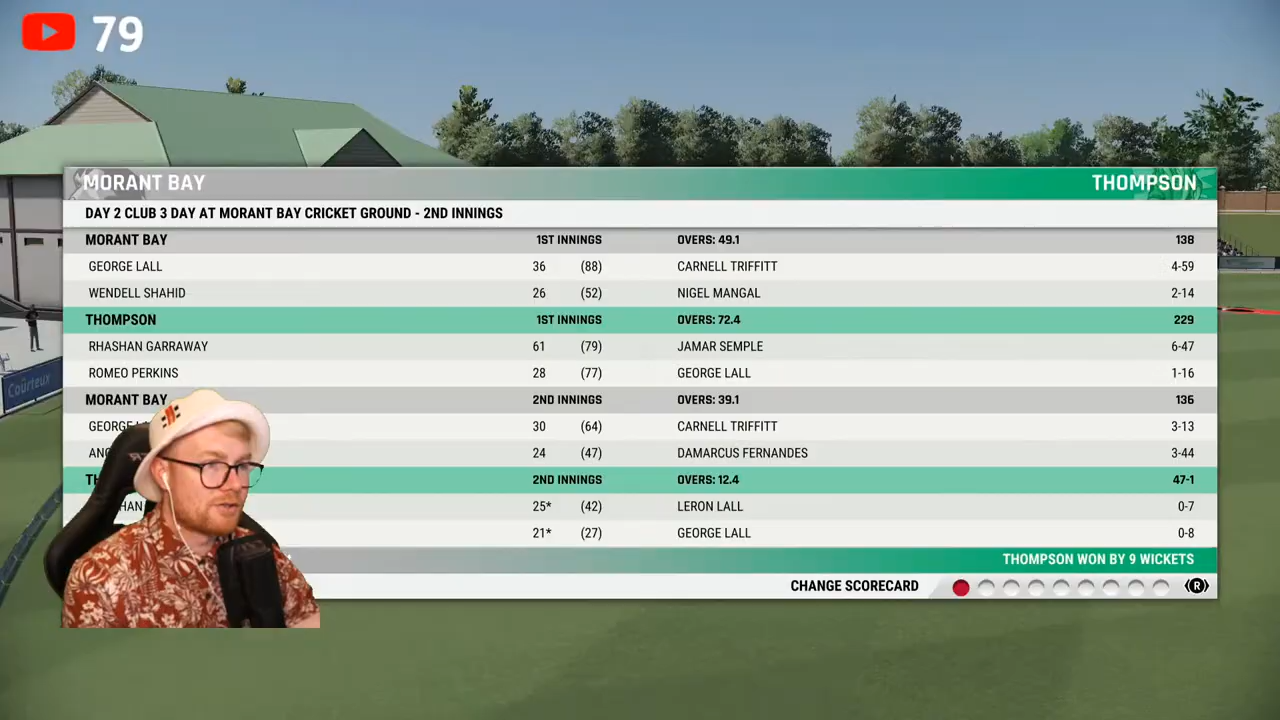 79
MORANT BAY THOMPSON
DAY 2 CLUB 3 DAY AT MORANT BAY CRICKET GROUND - 2ND INNINGS
MORANT BAY 1ST INNINGS OVERS: 49.1 138
GEORGE LALL 36 (88) CARNELL TRIFFITT 4-59
WENDELL SHAHID 26 (52) NIGEL MANGAL 2-14
THOMPSON 1ST INNINGS OVERS: 72.4 229
RHASHAN GARRAWAY 61 (79) JAMAR SEMPLE 6-47
ROMEO PERKINS 28 (77) GEORGE LALL 1-16
MORANT BAY 2ND INNINGS OVERS: 39.1 136
GEORGE 30 (64) CARNELL TRIFFITT 3-13
24 (47) DAMARCUS FERNANDES 3-44
2ND INNINGS OVERS: 12.4 47-1
25* (42) LERON LALL 0-7
21* (27) GEORGE LALL 0-8
THOMPSON WON BY 9 WICKETS
CHANGE SCORECARD R
Coürteux